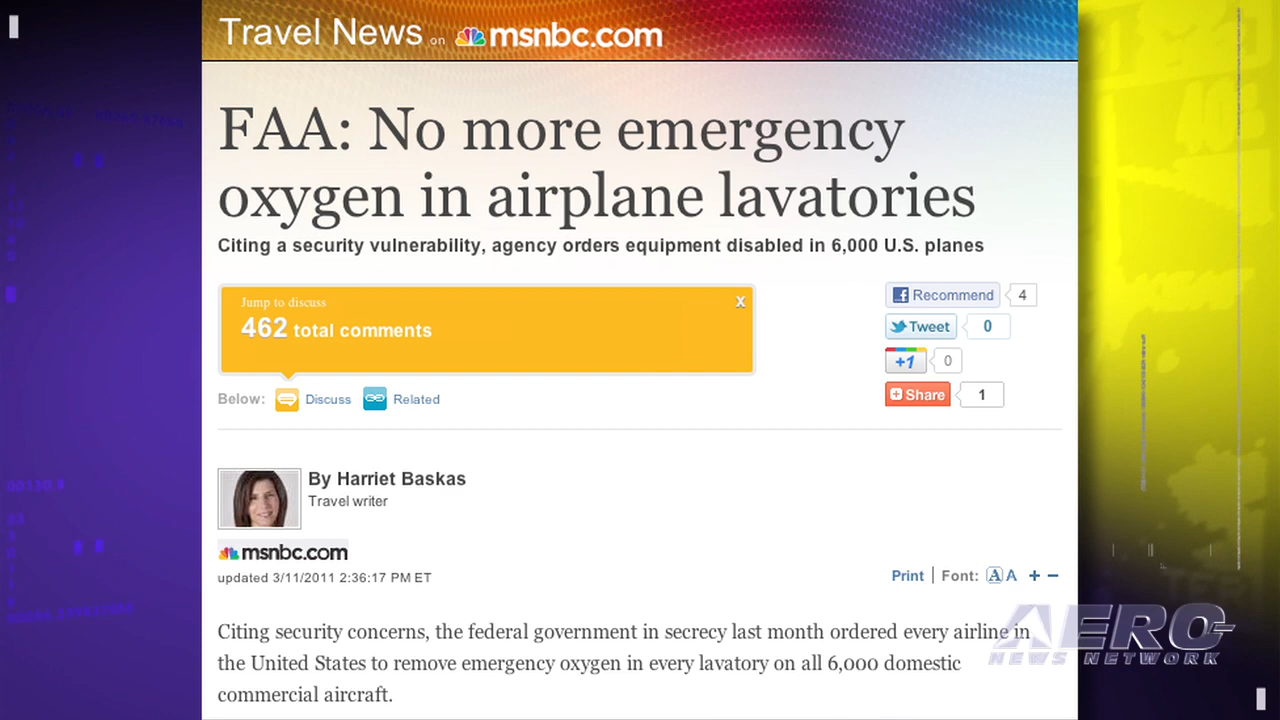 Travel News on msnbc.com
FAA: No more emergency
oxygen in airplane lavatories
Citing a security vulnerability, agency orders equipment disabled in 6,000 U.S. planes
Jump to discuss
X
462 total comments
Recommend 4
Tweet 0
+1 0
Share 1
Below: Discuss Related
By Harriet Baskas
Travel writer
msnbc.com
updated 3/11/2011 2:36:17 PM ET
Print | Font: A A + −
Citing security concerns, the federal government in secrecy last month ordered every airline in
the United States to remove emergency oxygen in every lavatory on all 6,000 domestic
commercial aircraft.
AERO-
NEWS NETWORK